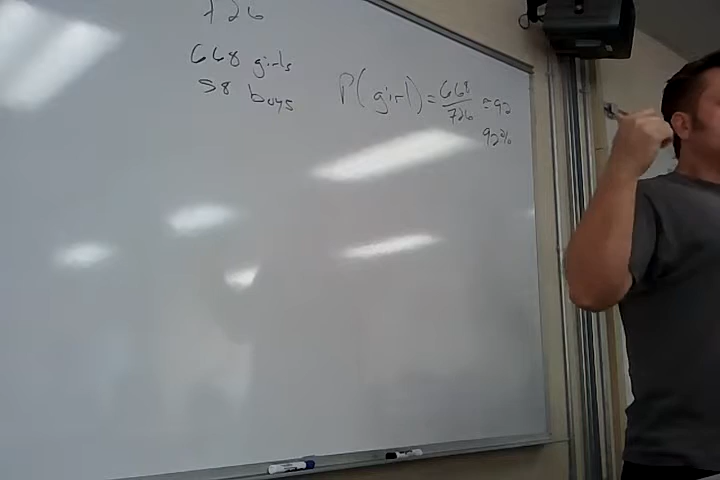 726
668 girls
58 boys
P(girl) = 668/726 ≈ 92
92%